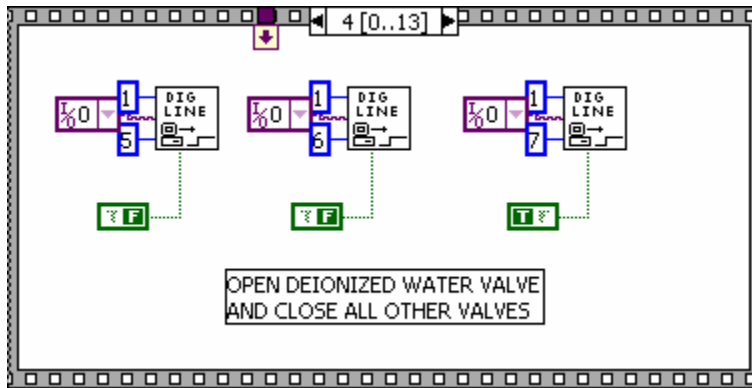 4 [0..13]
1 DIG 1 DIG 1 DIG
I/O 0 LINE I/O 0 LINE I/O 0 LINE
5 6 7
F F T F
OPEN DEIONIZED WATER VALVE
AND CLOSE ALL OTHER VALVES